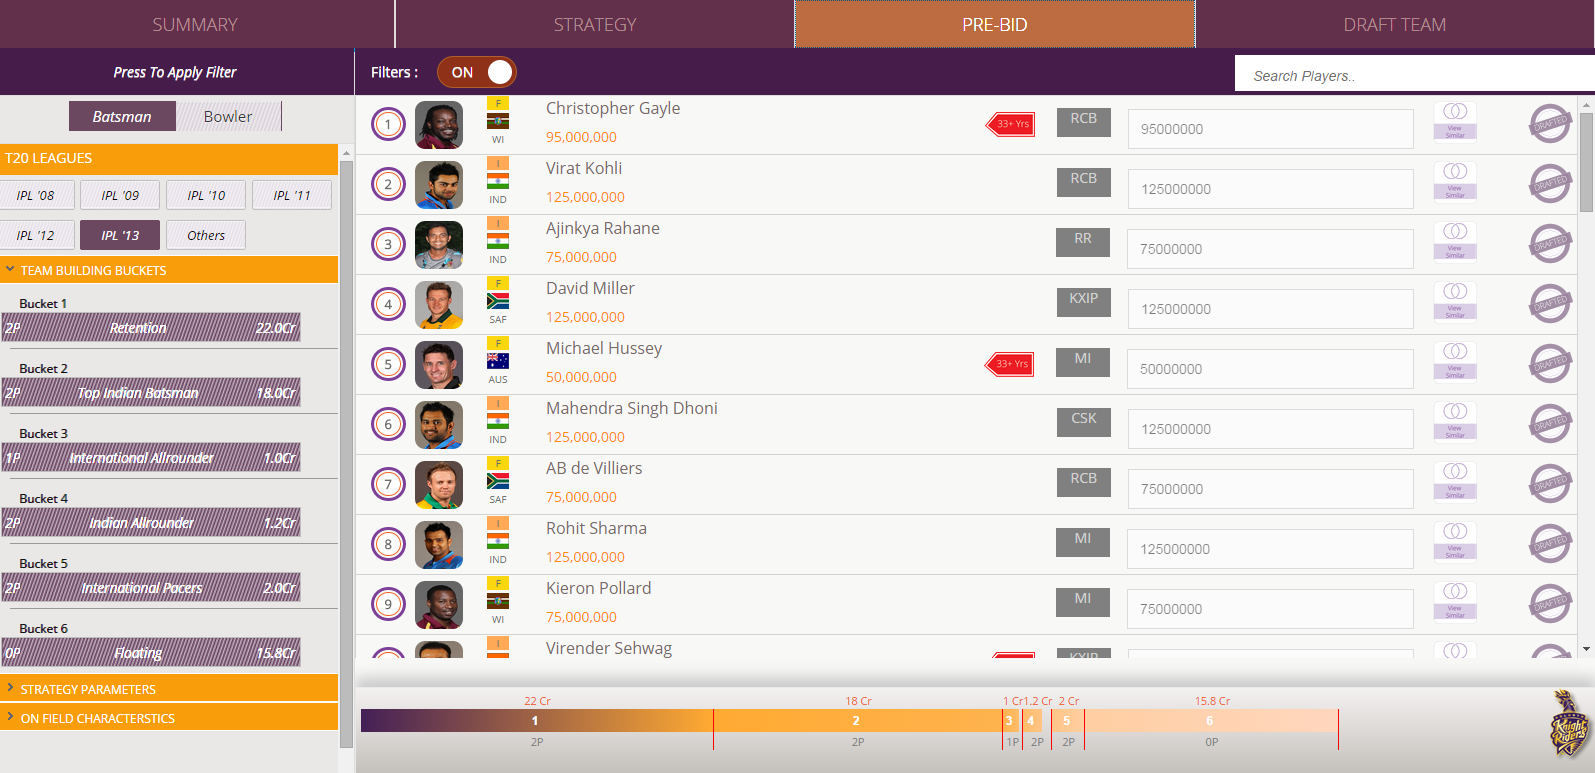 SUMMARY
STRATEGY
PRE-BID
DRAFT TEAM
Press To Apply Filter
Filters :
ON
Search Players..
Batsman
Bowler
T20 LEAGUES
IPL '08
IPL '09
IPL '10
IPL '11
IPL '12
IPL '13
Others
TEAM BUILDING BUCKETS
Bucket 1
2P Retention 22.0Cr
Bucket 2
2P Top Indian Batsman 18.0Cr
Bucket 3
1P International Allrounder 1.0Cr
Bucket 4
2P Indian Allrounder 1.2Cr
Bucket 5
2P International Pacers 2.0Cr
Bucket 6
0P Floating 15.8Cr
STRATEGY PARAMETERS
ON FIELD CHARACTERSTICS
1
F
WI
Christopher Gayle
95,000,000
33+ Yrs
RCB
95000000
View
Similar
DRAFTED
2
I
IND
Virat Kohli
125,000,000
RCB
125000000
View
Similar
DRAFTED
3
I
IND
Ajinkya Rahane
75,000,000
RR
75000000
View
Similar
DRAFTED
4
F
SAF
David Miller
125,000,000
KXIP
125000000
View
Similar
DRAFTED
5
F
AUS
Michael Hussey
50,000,000
33+ Yrs
MI
50000000
View
Similar
DRAFTED
6
I
IND
Mahendra Singh Dhoni
125,000,000
CSK
125000000
View
Similar
DRAFTED
7
F
SAF
AB de Villiers
75,000,000
RCB
75000000
View
Similar
DRAFTED
8
I
IND
Rohit Sharma
125,000,000
MI
125000000
View
Similar
DRAFTED
9
F
WI
Kieron Pollard
75,000,000
MI
75000000
View
Similar
DRAFTED
I
Virender Sehwag
KXIP
22 Cr
18 Cr
1 Cr
1.2 Cr
2 Cr
15.8 Cr
1
2
3
4
5
6
2P
2P
1P
2P
2P
0P
Knight
Riders